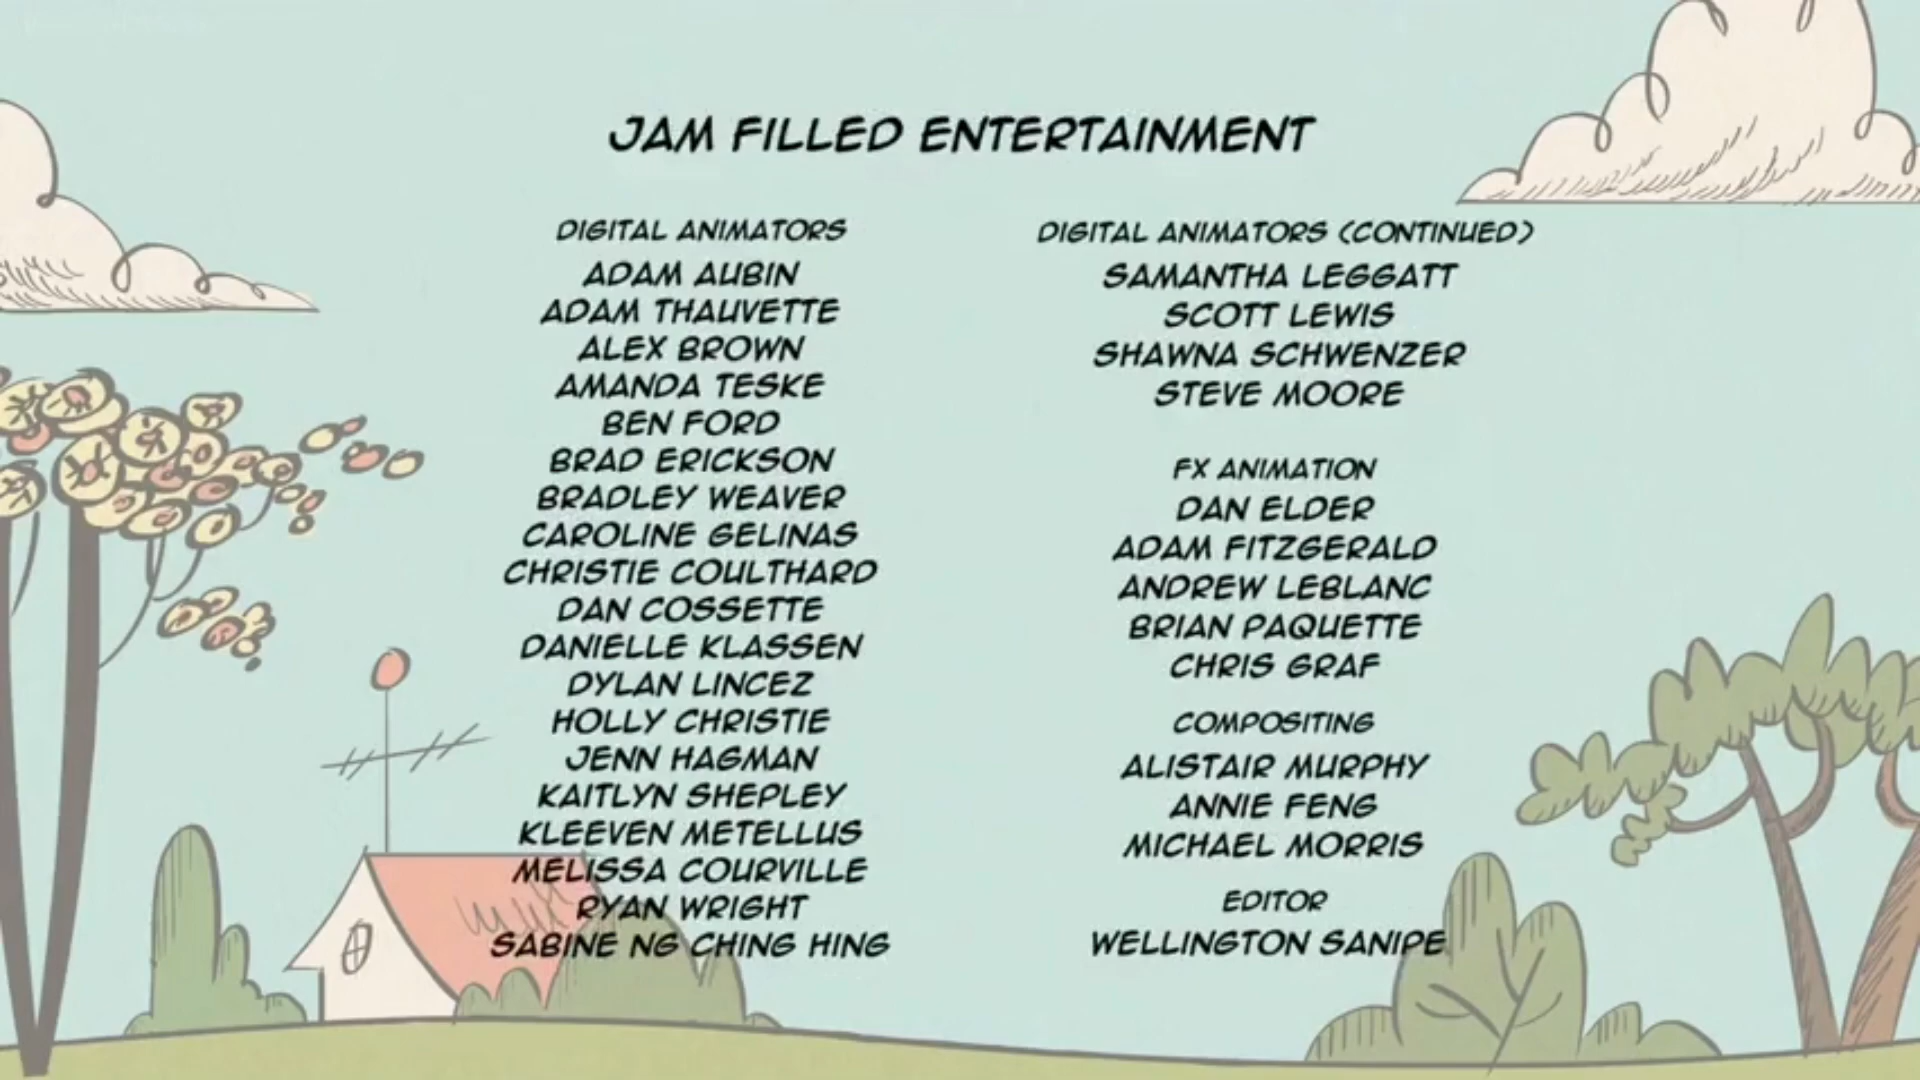 JAM FILLED ENTERTAINMENT
DIGITAL ANIMATORS
ADAM AUBIN
ADAM THAUVETTE
ALEX BROWN
AMANDA TESKE
BEN FORD
BRAD ERICKSON
BRADLEY WEAVER
CAROLINE GELINAS
CHRISTIE COULTHARD
DAN COSSETTE
DANIELLE KLASSEN
DYLAN LINCEZ
HOLLY CHRISTIE
JENN HAGMAN
KAITLYN SHEPLEY
KLEEVEN METELLUS
MELISSA COURVILLE
RYAN WRIGHT
SABINE NG CHING HING
DIGITAL ANIMATORS (CONTINUED)
SAMANTHA LEGGATT
SCOTT LEWIS
SHAWNA SCHWENZER
STEVE MOORE
FX ANIMATION
DAN ELDER
ADAM FITZGERALD
ANDREW LEBLANC
BRIAN PAQUETTE
CHRIS GRAF
COMPOSITING
ALISTAIR MURPHY
ANNIE FENG
MICHAEL MORRIS
EDITOR
WELLINGTON SANIPE